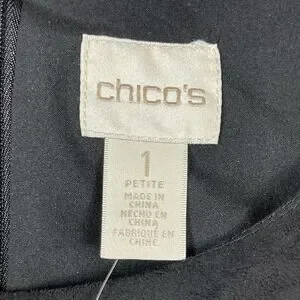 chico's
1
PETITE
MADE IN
CHINA
HECHO EN
CHINA
FABRIQUÉ EN
CHINE